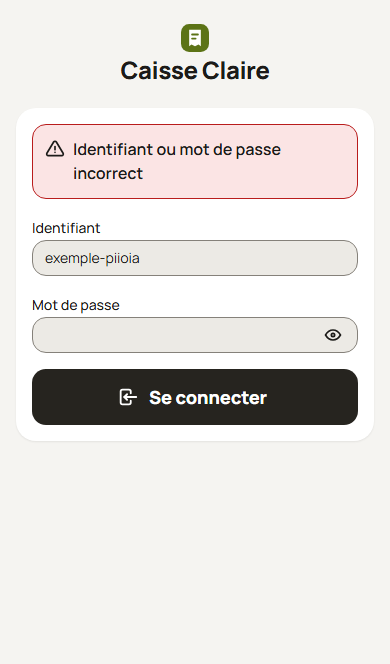 Caisse Claire
Identifiant ou mot de passe
incorrect
Identifiant
exemple-piioia
Mot de passe
Se connecter